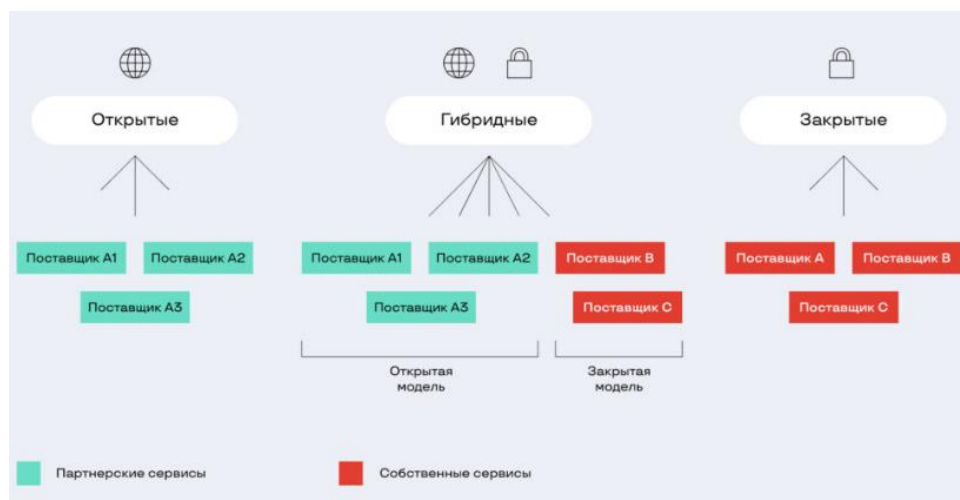 Открытые
Гибридные
Закрытые
Поставщик А1
Поставщик А2
Поставщик А1
Поставщик А2
Поставщик В
Поставщик А
Поставщик В
Поставщик А3
Поставщик А3
Поставщик С
Поставщик С
Открытая
модель
Закрытая
модель
Партнерские сервисы
Собственные сервисы